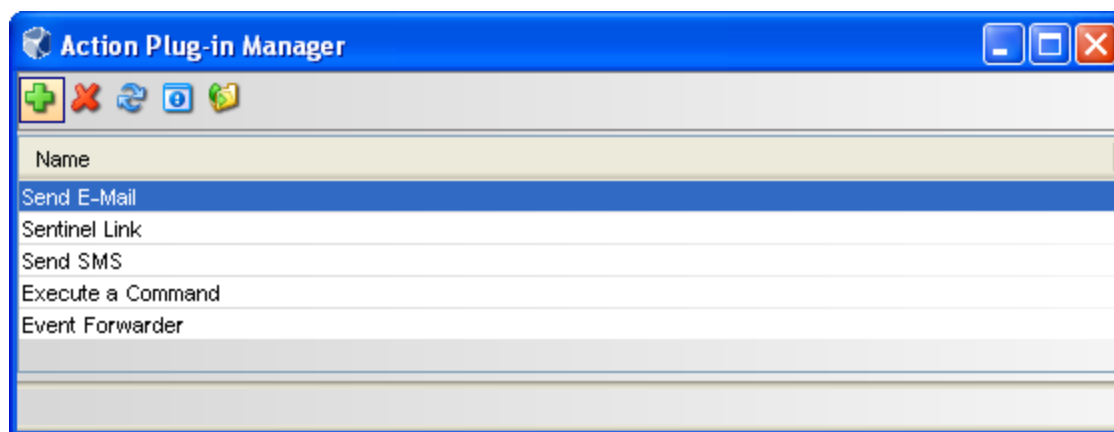 Action Plug-in Manager
Name
Send E-Mail
Sentinel Link
Send SMS
Execute a Command
Event Forwarder